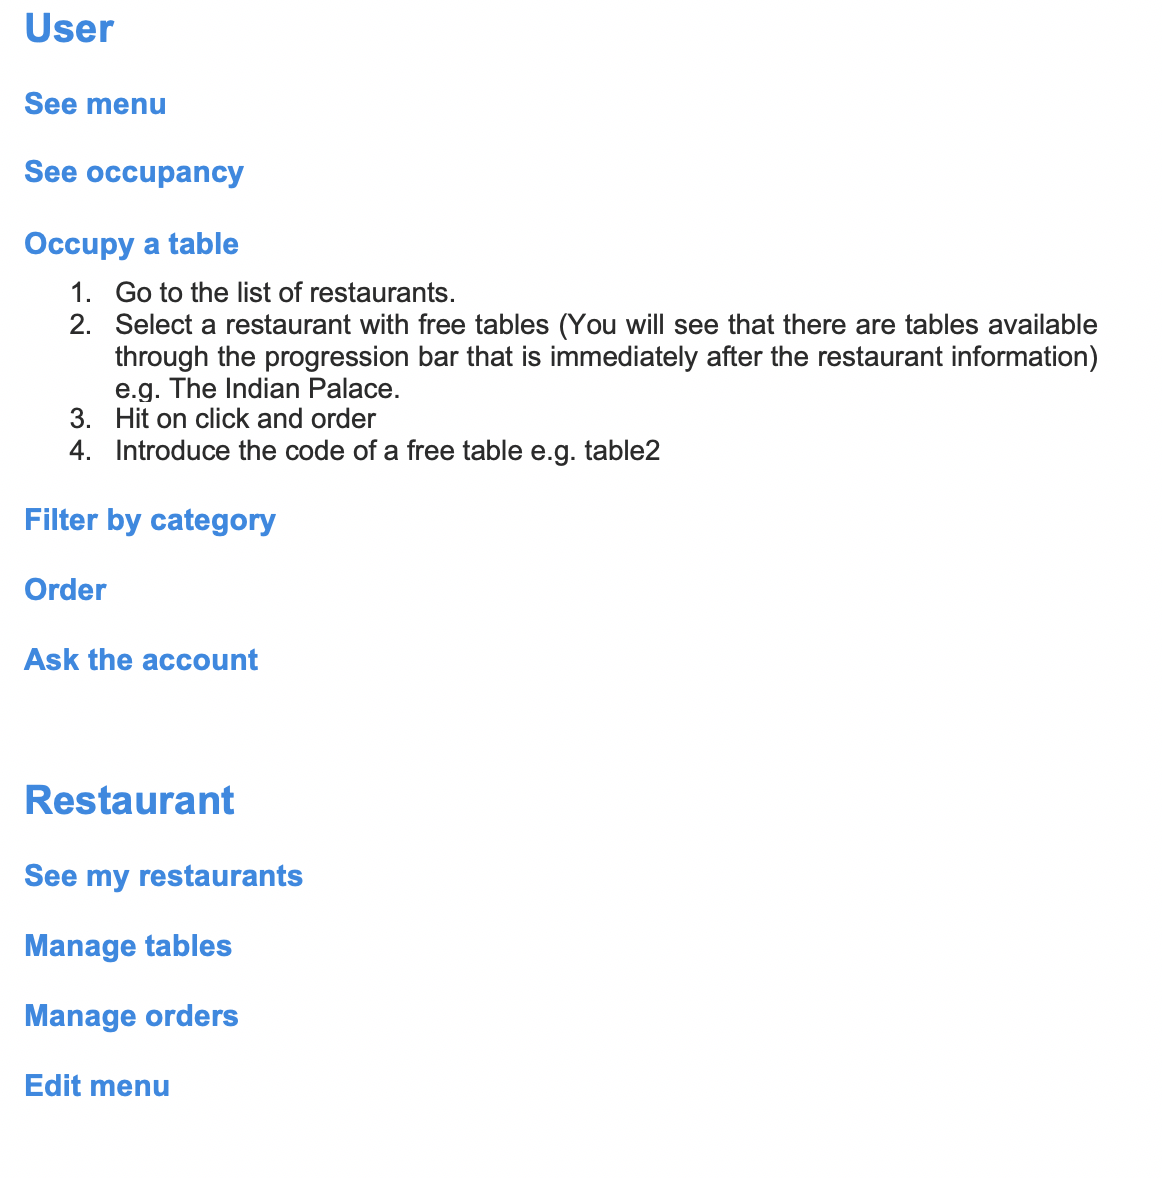 User
See menu
See occupancy
Occupy a table
1. Go to the list of restaurants.
2. Select a restaurant with free tables (You will see that there are tables available
through the progression bar that is immediately after the restaurant information)
e.g. The Indian Palace.
3. Hit on click and order
4. Introduce the code of a free table e.g. table2
Filter by category
Order
Ask the account
Restaurant
See my restaurants
Manage tables
Manage orders
Edit menu